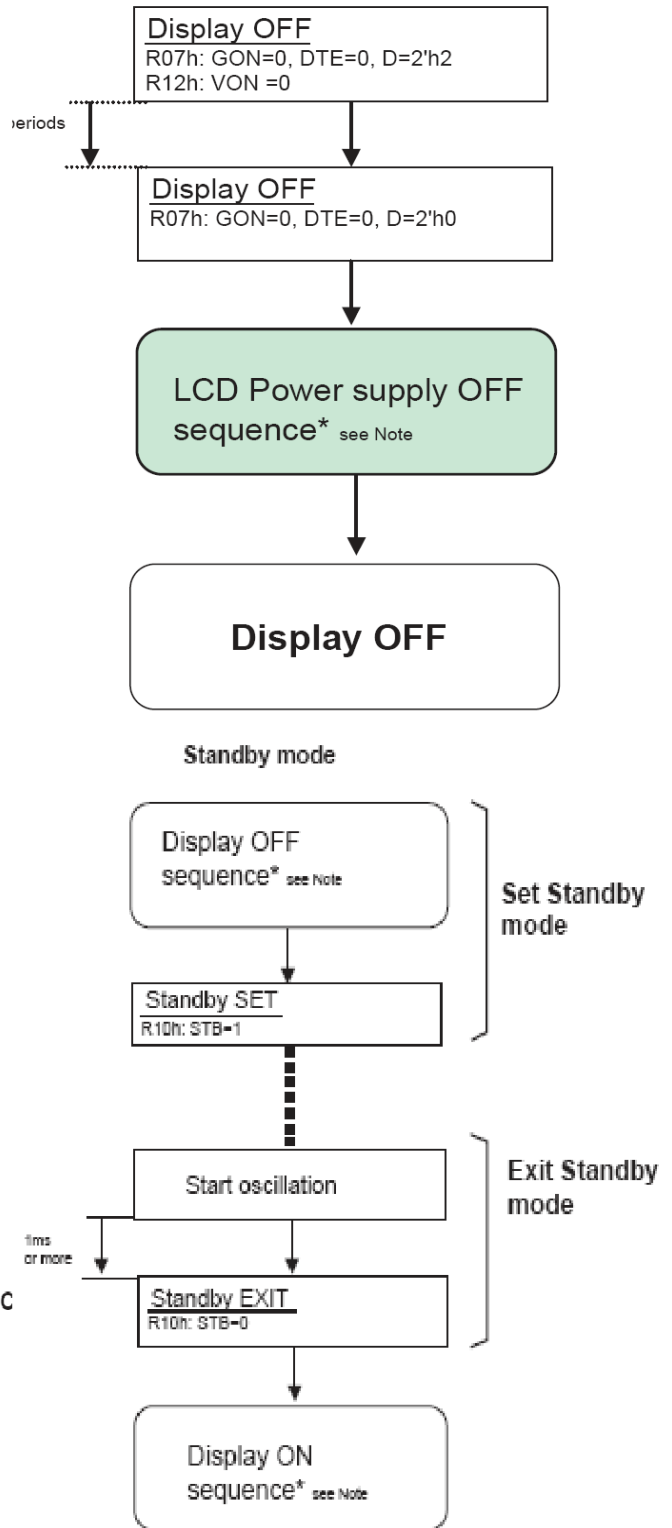 Display OFF
R07h: GON=0, DTE=0, D=2'h2
R12h: VON =0
periods
Display OFF
R07h: GON=0, DTE=0, D=2'h0
LCD Power supply OFF
sequence* see Note
Display OFF
Standby mode
Display OFF
sequence* see Note
Set Standby
mode
Standby SET
R10h: STB=1
Start oscillation
Exit Standby
mode
1ms
or more
Standby EXIT
R10h: STB=0
Display ON
sequence* see Note